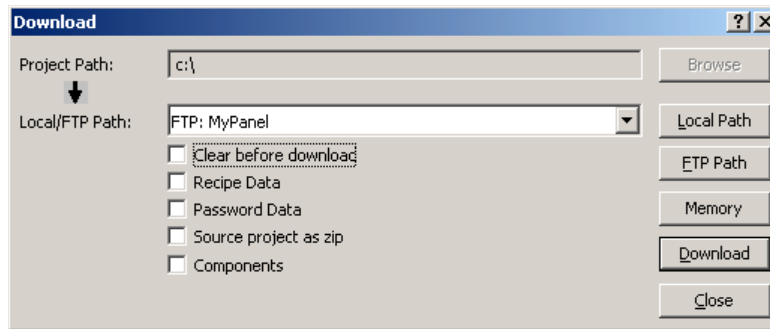 Download
Project Path: c:\ Browse
Local/FTP Path: FTP: MyPanel Local Path
Clear before download
FTP Path
Recipe Data
Password Data Memory
Source project as zip
Download
Components
Close